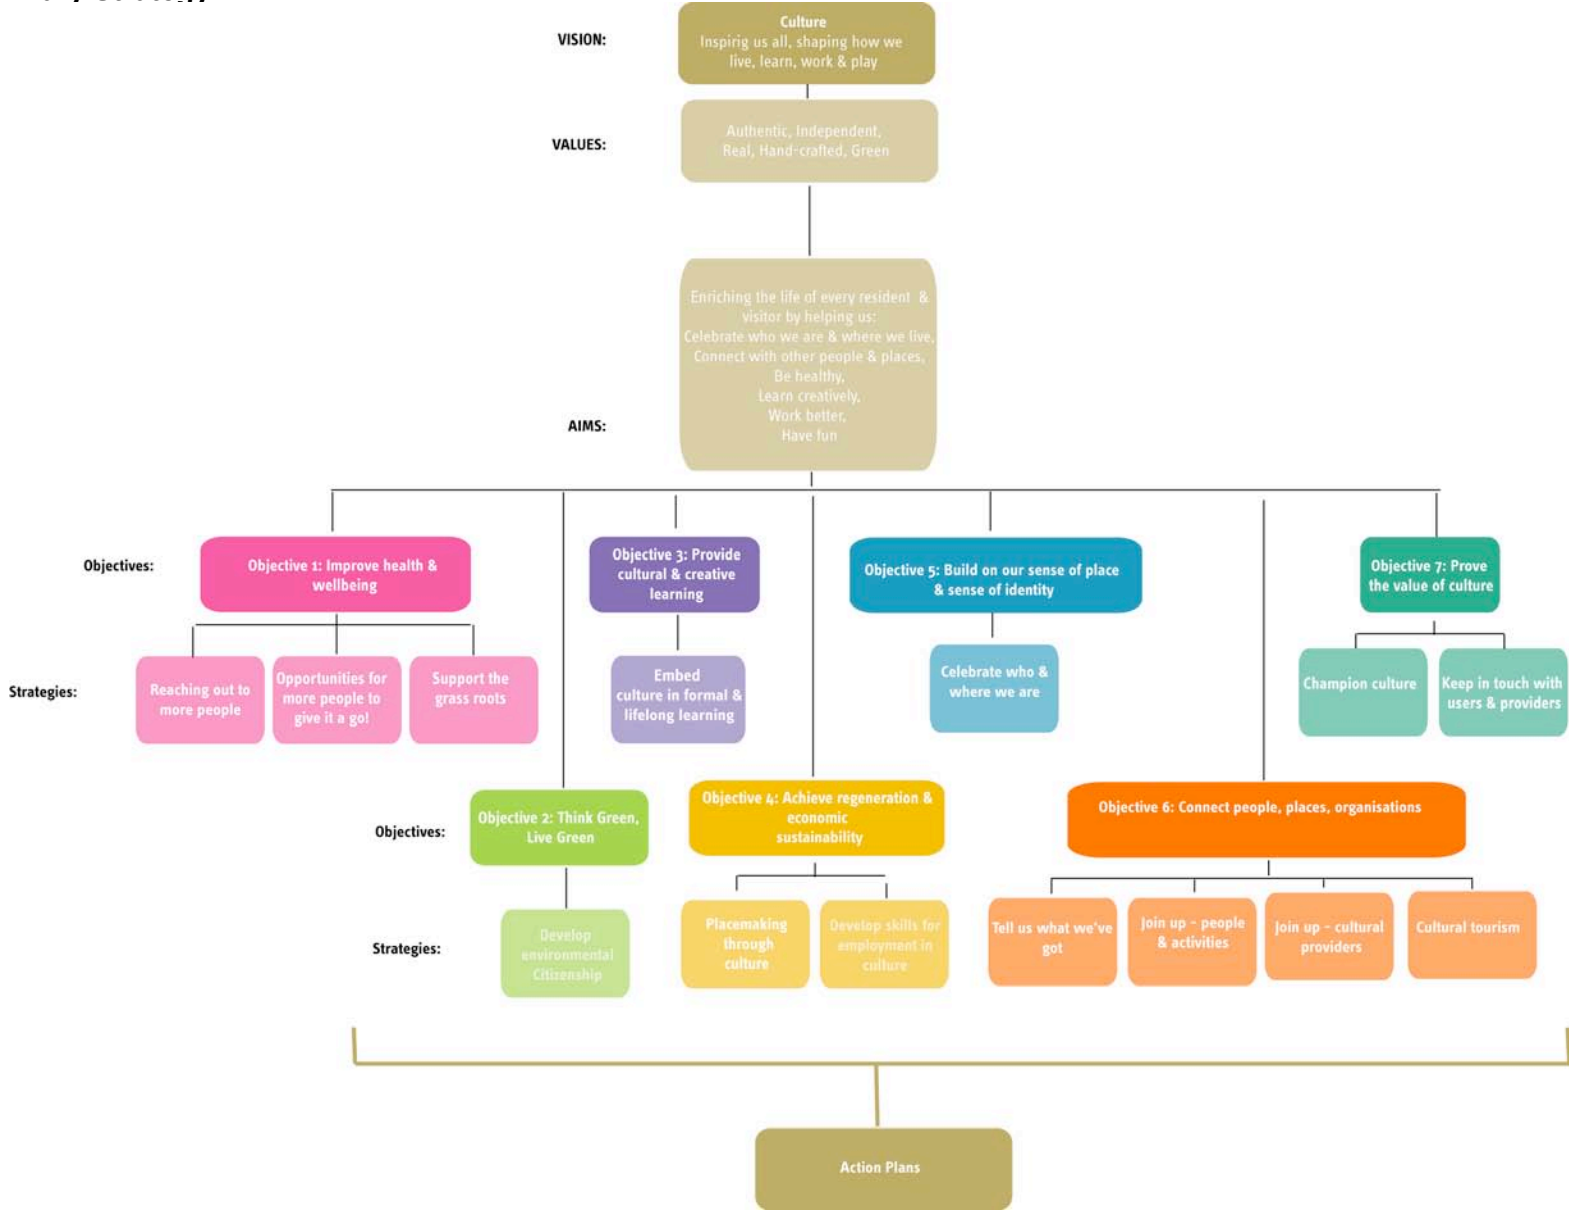 VISION:
Culture
Inspirig us all, shaping how we
live, learn, work & play
VALUES:
Authentic, Independent,
Real, Hand-crafted, Green
AIMS:
Enriching the life of every resident &
visitor by helping us:
Celebrate who we are & where we live,
Connect with other people & places,
Be healthy,
Learn creatively,
Work better,
Have fun
Objectives:
Objective 1: Improve health &
wellbeing
Objective 3: Provide
cultural & creative
learning
Objective 5: Build on our sense of place
& sense of identity
Objective 7: Prove
the value of culture
Strategies:
Reaching out to
more people
Opportunities for
more people to
give it a go!
Support the
grass roots
Embed
culture in formal &
lifelong learning
Celebrate who &
where we are
Champion culture
Keep in touch with
users & providers
Objectives:
Objective 2: Think Green,
Live Green
Objective 4: Achieve regeneration &
economic
sustainability
Objective 6: Connect people, places, organisations
Strategies:
Develop
environmental
Citizenship
Placemaking
through
culture
Develop skills for
employment in
culture
Tell us what we've
got
Join up - people
& activities
Join up - cultural
providers
Cultural tourism
Action Plans